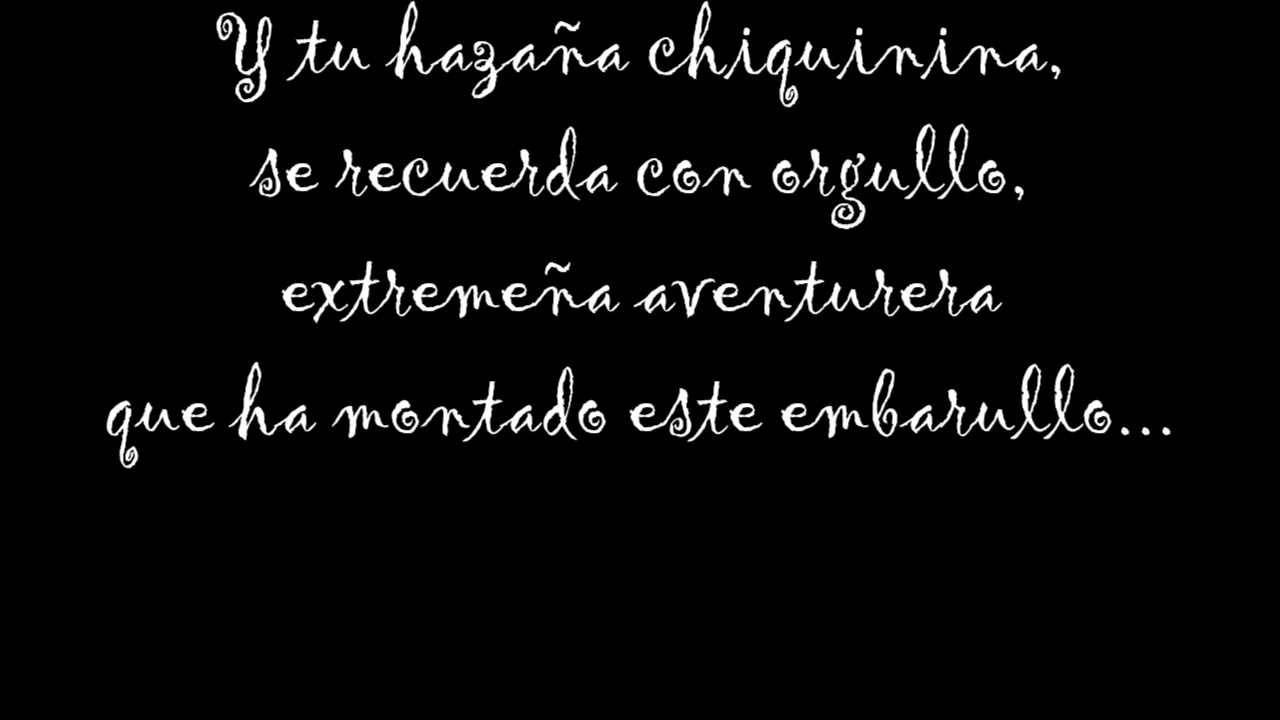 Y tu hazaña chiquinina,
se recuerda con orgullo,
extremeña aventurera
que ha montado este embarullo...